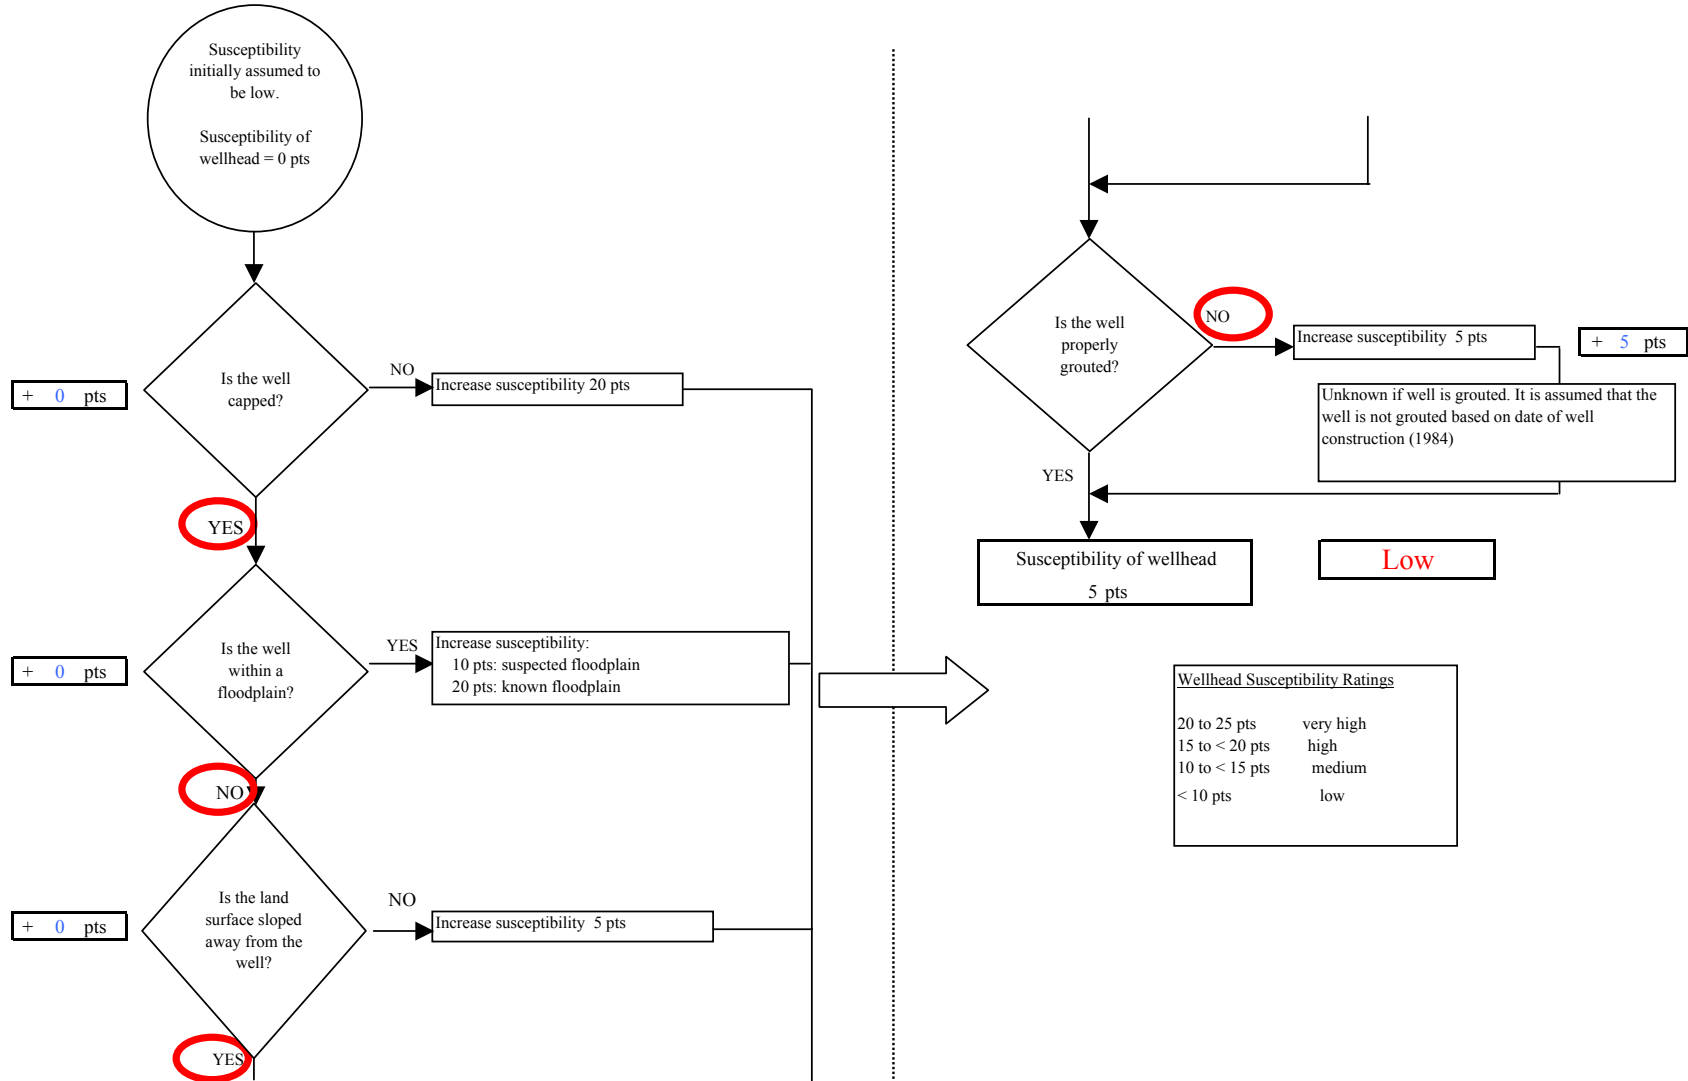 Susceptibility
initially assumed to
be low.
Susceptibility of
wellhead = 0 pts
Is the well
capped?
NO
Increase susceptibility 20 pts
+ 0 pts
YES
Is the well
within a
floodplain?
YES
Increase susceptibility:
10 pts: suspected floodplain
20 pts: known floodplain
+ 0 pts
NO
Is the land
surface sloped
away from the
well?
NO
Increase susceptibility 5 pts
+ 0 pts
YES
Is the well
properly
grouted?
NO
Increase susceptibility 5 pts
+ 5 pts
Unknown if well is grouted. It is assumed that the
well is not grouted based on date of well
construction (1984)
YES
Susceptibility of wellhead
5 pts
Low
Wellhead Susceptibility Ratings
20 to 25 pts very high
15 to < 20 pts high
10 to < 15 pts medium
< 10 pts low